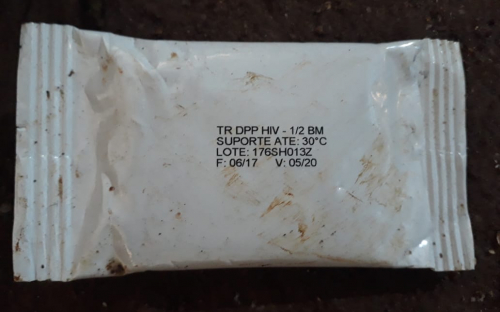 TR DPP HIV - 1/2 BM
SUPORTE ATE: 30°C
LOTE: 176SH013Z
F: 06/17 V: 05/20